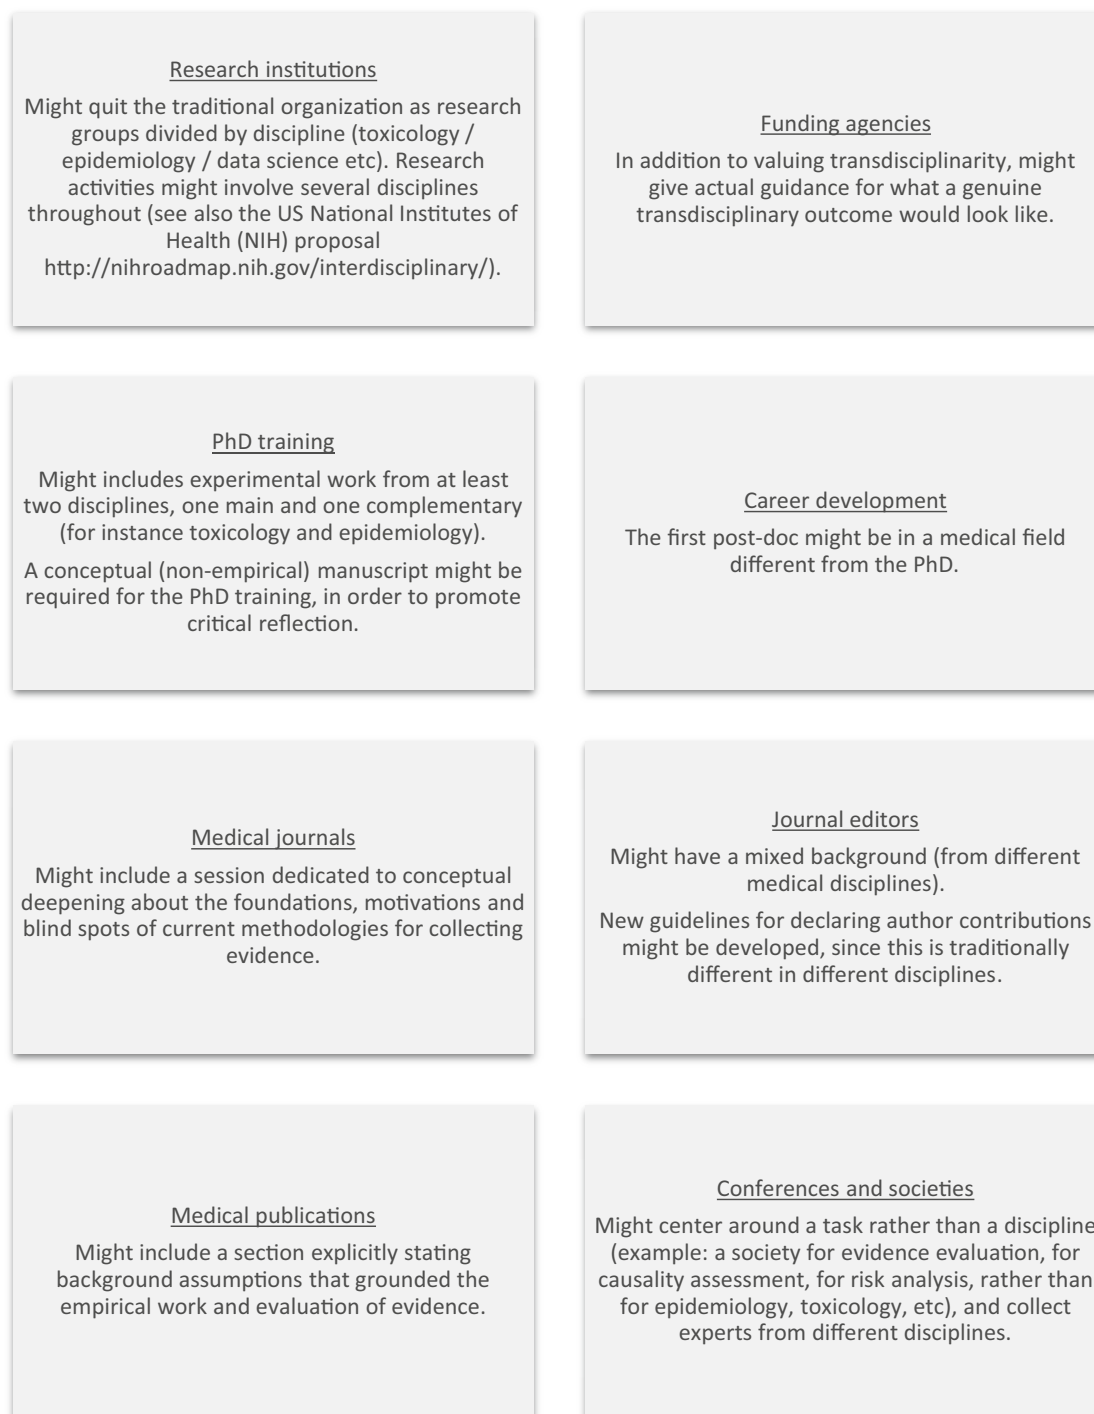 Research institutions
Might quit the traditional organization as research
groups divided by discipline (toxicology /
epidemiology / data science etc). Research
activities might involve several disciplines
throughout (see also the US National Institutes of
Health (NIH) proposal
http://nihroadmap.nih.gov/interdisciplinary/).
Funding agencies
In addition to valuing transdisciplinarity, might
give actual guidance for what a genuine
transdisciplinary outcome would look like.
PhD training
Might includes experimental work from at least
two disciplines, one main and one complementary
(for instance toxicology and epidemiology).
A conceptual (non-empirical) manuscript might be
required for the PhD training, in order to promote
critical reflection.
Career development
The first post-doc might be in a medical field
different from the PhD.
Medical journals
Might include a session dedicated to conceptual
deepening about the foundations, motivations and
blind spots of current methodologies for collecting
evidence.
Journal editors
Might have a mixed background (from different
medical disciplines).
New guidelines for declaring author contributions
might be developed, since this is traditionally
different in different disciplines.
Medical publications
Might include a section explicitly stating
background assumptions that grounded the
empirical work and evaluation of evidence.
Conferences and societies
Might center around a task rather than a discipline
(example: a society for evidence evaluation, for
causality assessment, for risk analysis, rather than
for epidemiology, toxicology, etc), and collect
experts from different disciplines.